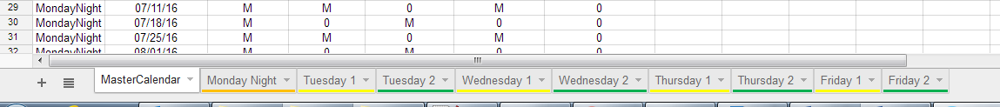 29 MondayNight 07/11/16 M M 0 M 0
30 MondayNight 07/18/16 M 0 M 0 0
31 MondayNight 07/25/16 M M 0 M 0
32 MondayNight 08/01/16 M 0 M 0 0
MasterCalendar Monday Night Tuesday 1 Tuesday 2 Wednesday 1 Wednesday 2 Thursday 1 Thursday 2 Friday 1 Friday 2